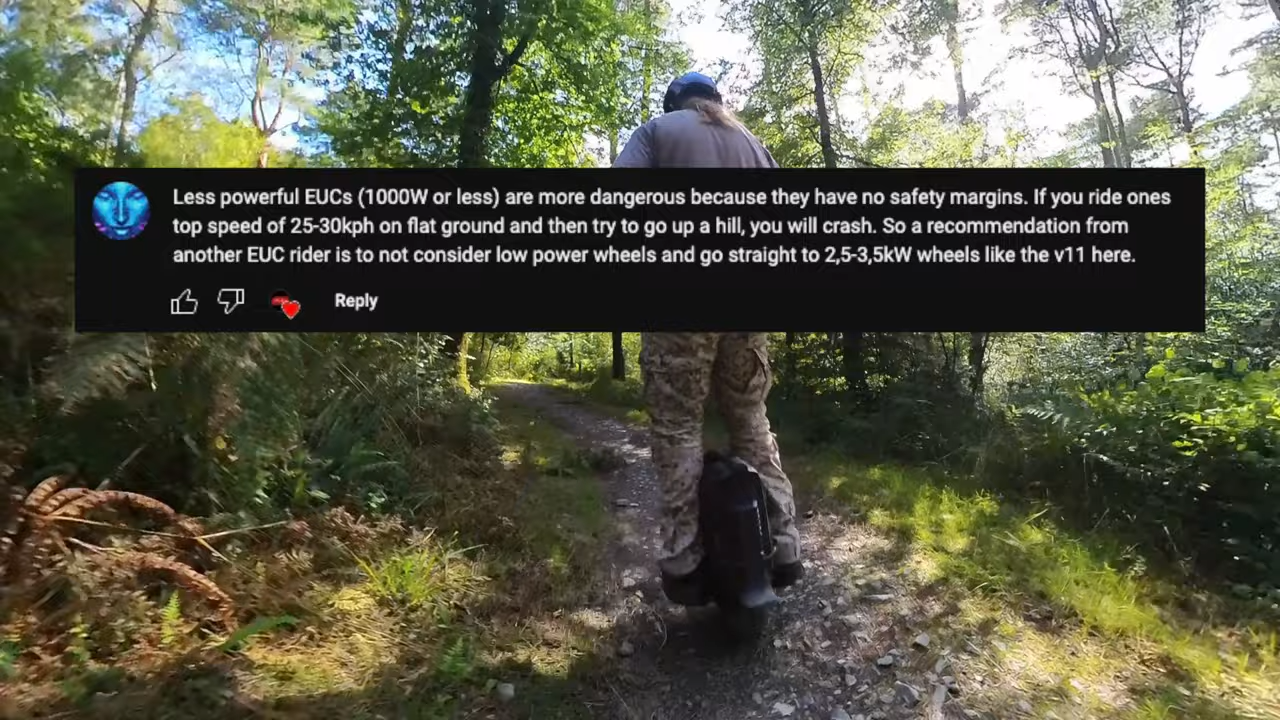 Less powerful EUCs (1000W or less) are more dangerous because they have no safety margins. If you ride ones
top speed of 25-30kph on flat ground and then try to go up a hill, you will crash. So a recommendation from
another EUC rider is to not consider low power wheels and go straight to 2,5-3,5kW wheels like the v11 here.
Reply